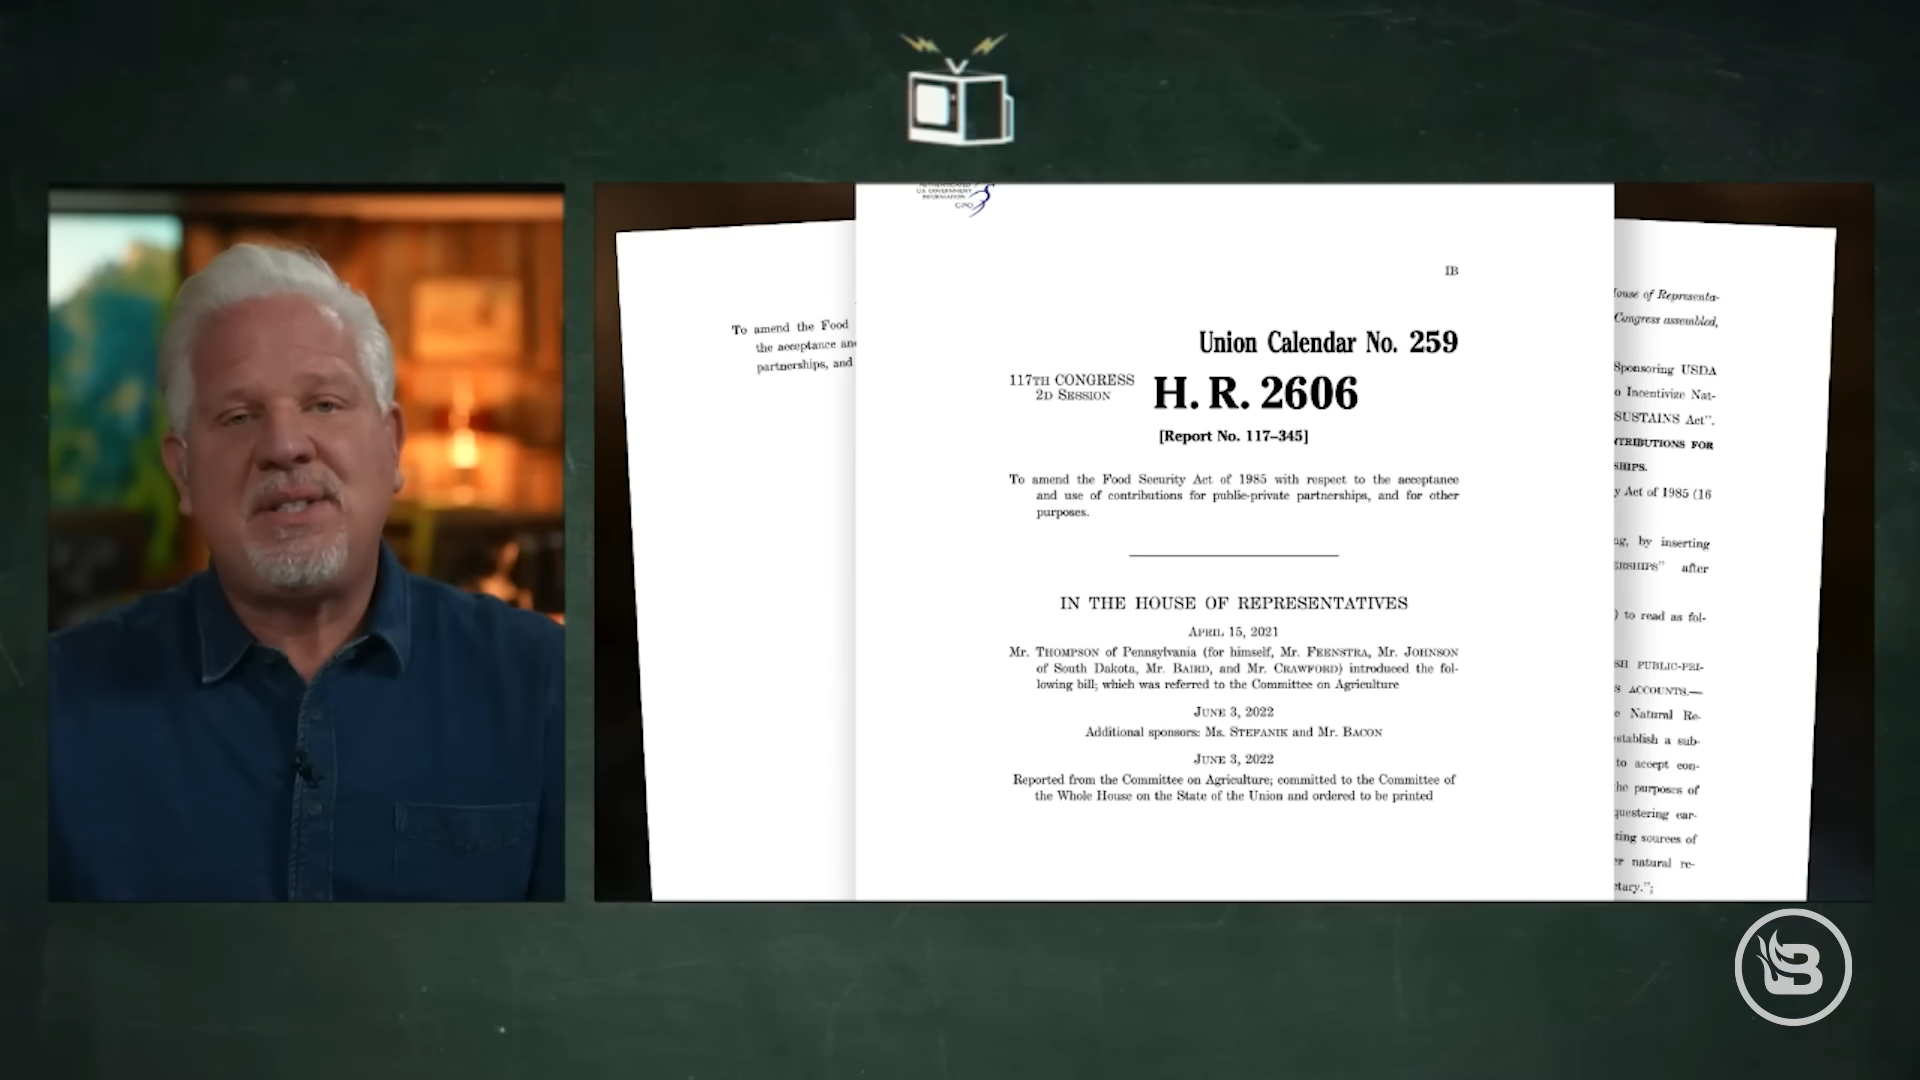 AUTHENTICATED
U.S. GOVERNMENT
INFORMATION
GPO
IB
Union Calendar No. 259
117TH CONGRESS
2D SESSION
H. R. 2606
[Report No. 117–345]
To amend the Food Security Act of 1985 with respect to the acceptance
and use of contributions for public-private partnerships, and for other
purposes.
IN THE HOUSE OF REPRESENTATIVES
APRIL 15, 2021
Mr. THOMPSON of Pennsylvania (for himself, Mr. FEENSTRA, Mr. JOHNSON
of South Dakota, Mr. BAIRD, and Mr. CRAWFORD) introduced the fol-
lowing bill; which was referred to the Committee on Agriculture
JUNE 3, 2022
Additional sponsors: Ms. STEFANIK and Mr. BACON
JUNE 3, 2022
Reported from the Committee on Agriculture; committed to the Committee of
the Whole House on the State of the Union and ordered to be printed
To amend the Food
the acceptance an
partnerships, and
ouse of Representa-
Congress assembled,
Sponsoring USDA
o Incentivize Nat-
SUSTAINS Act”.
TRIBUTIONS FOR
SHIPS.
y Act of 1985 (16
ng, by inserting
ERSHIPS” after
) to read as fol-
SH PUBLIC-PRI-
S ACCOUNTS.—
e Natural Re-
establish a sub-
to accept con-
he purposes of
questering car-
ting sources of
er natural re-
etary.”;
B